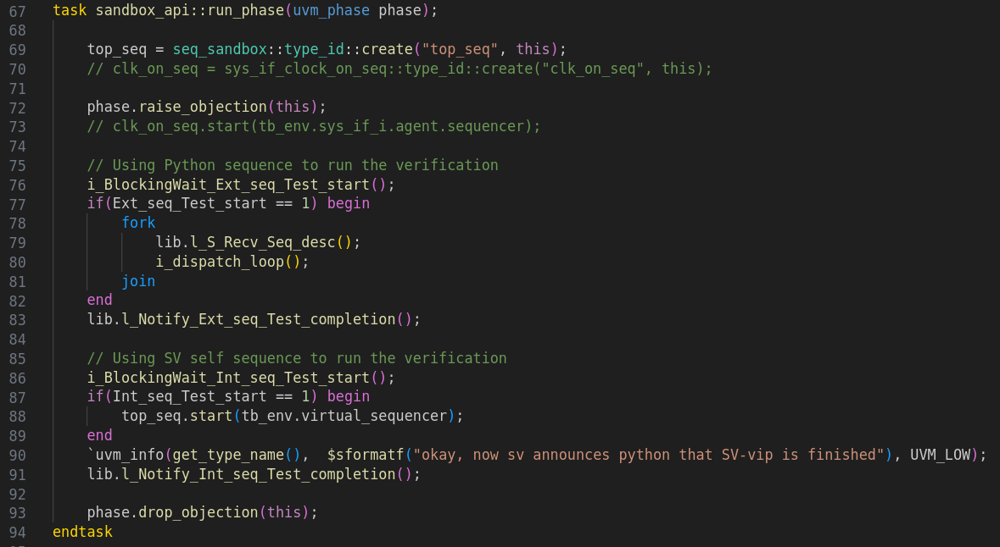 67 task sandbox_api::run_phase(uvm_phase phase);
68
69     top_seq = seq_sandbox::type_id::create("top_seq", this);
70     // clk_on_seq = sys_if_clock_on_seq::type_id::create("clk_on_seq", this);
71
72     phase.raise_objection(this);
73     // clk_on_seq.start(tb_env.sys_if_i.agent.sequencer);
74
75     // Using Python sequence to run the verification
76     i_BlockingWait_Ext_seq_Test_start();
77     if(Ext_seq_Test_start == 1) begin
78         fork
79             lib.l_S_Recv_Seq_desc();
80             i_dispatch_loop();
81         join
82     end
83     lib.l_Notify_Ext_seq_Test_completion();
84
85     // Using SV self sequence to run the verification
86     i_BlockingWait_Int_seq_Test_start();
87     if(Int_seq_Test_start == 1) begin
88         top_seq.start(tb_env.virtual_sequencer);
89     end
90     `uvm_info(get_type_name(),  $sformatf("okay, now sv announces python that SV-vip is finished"), UVM_LOW);
91     lib.l_Notify_Int_seq_Test_completion();
92
93     phase.drop_objection(this);
94 endtask